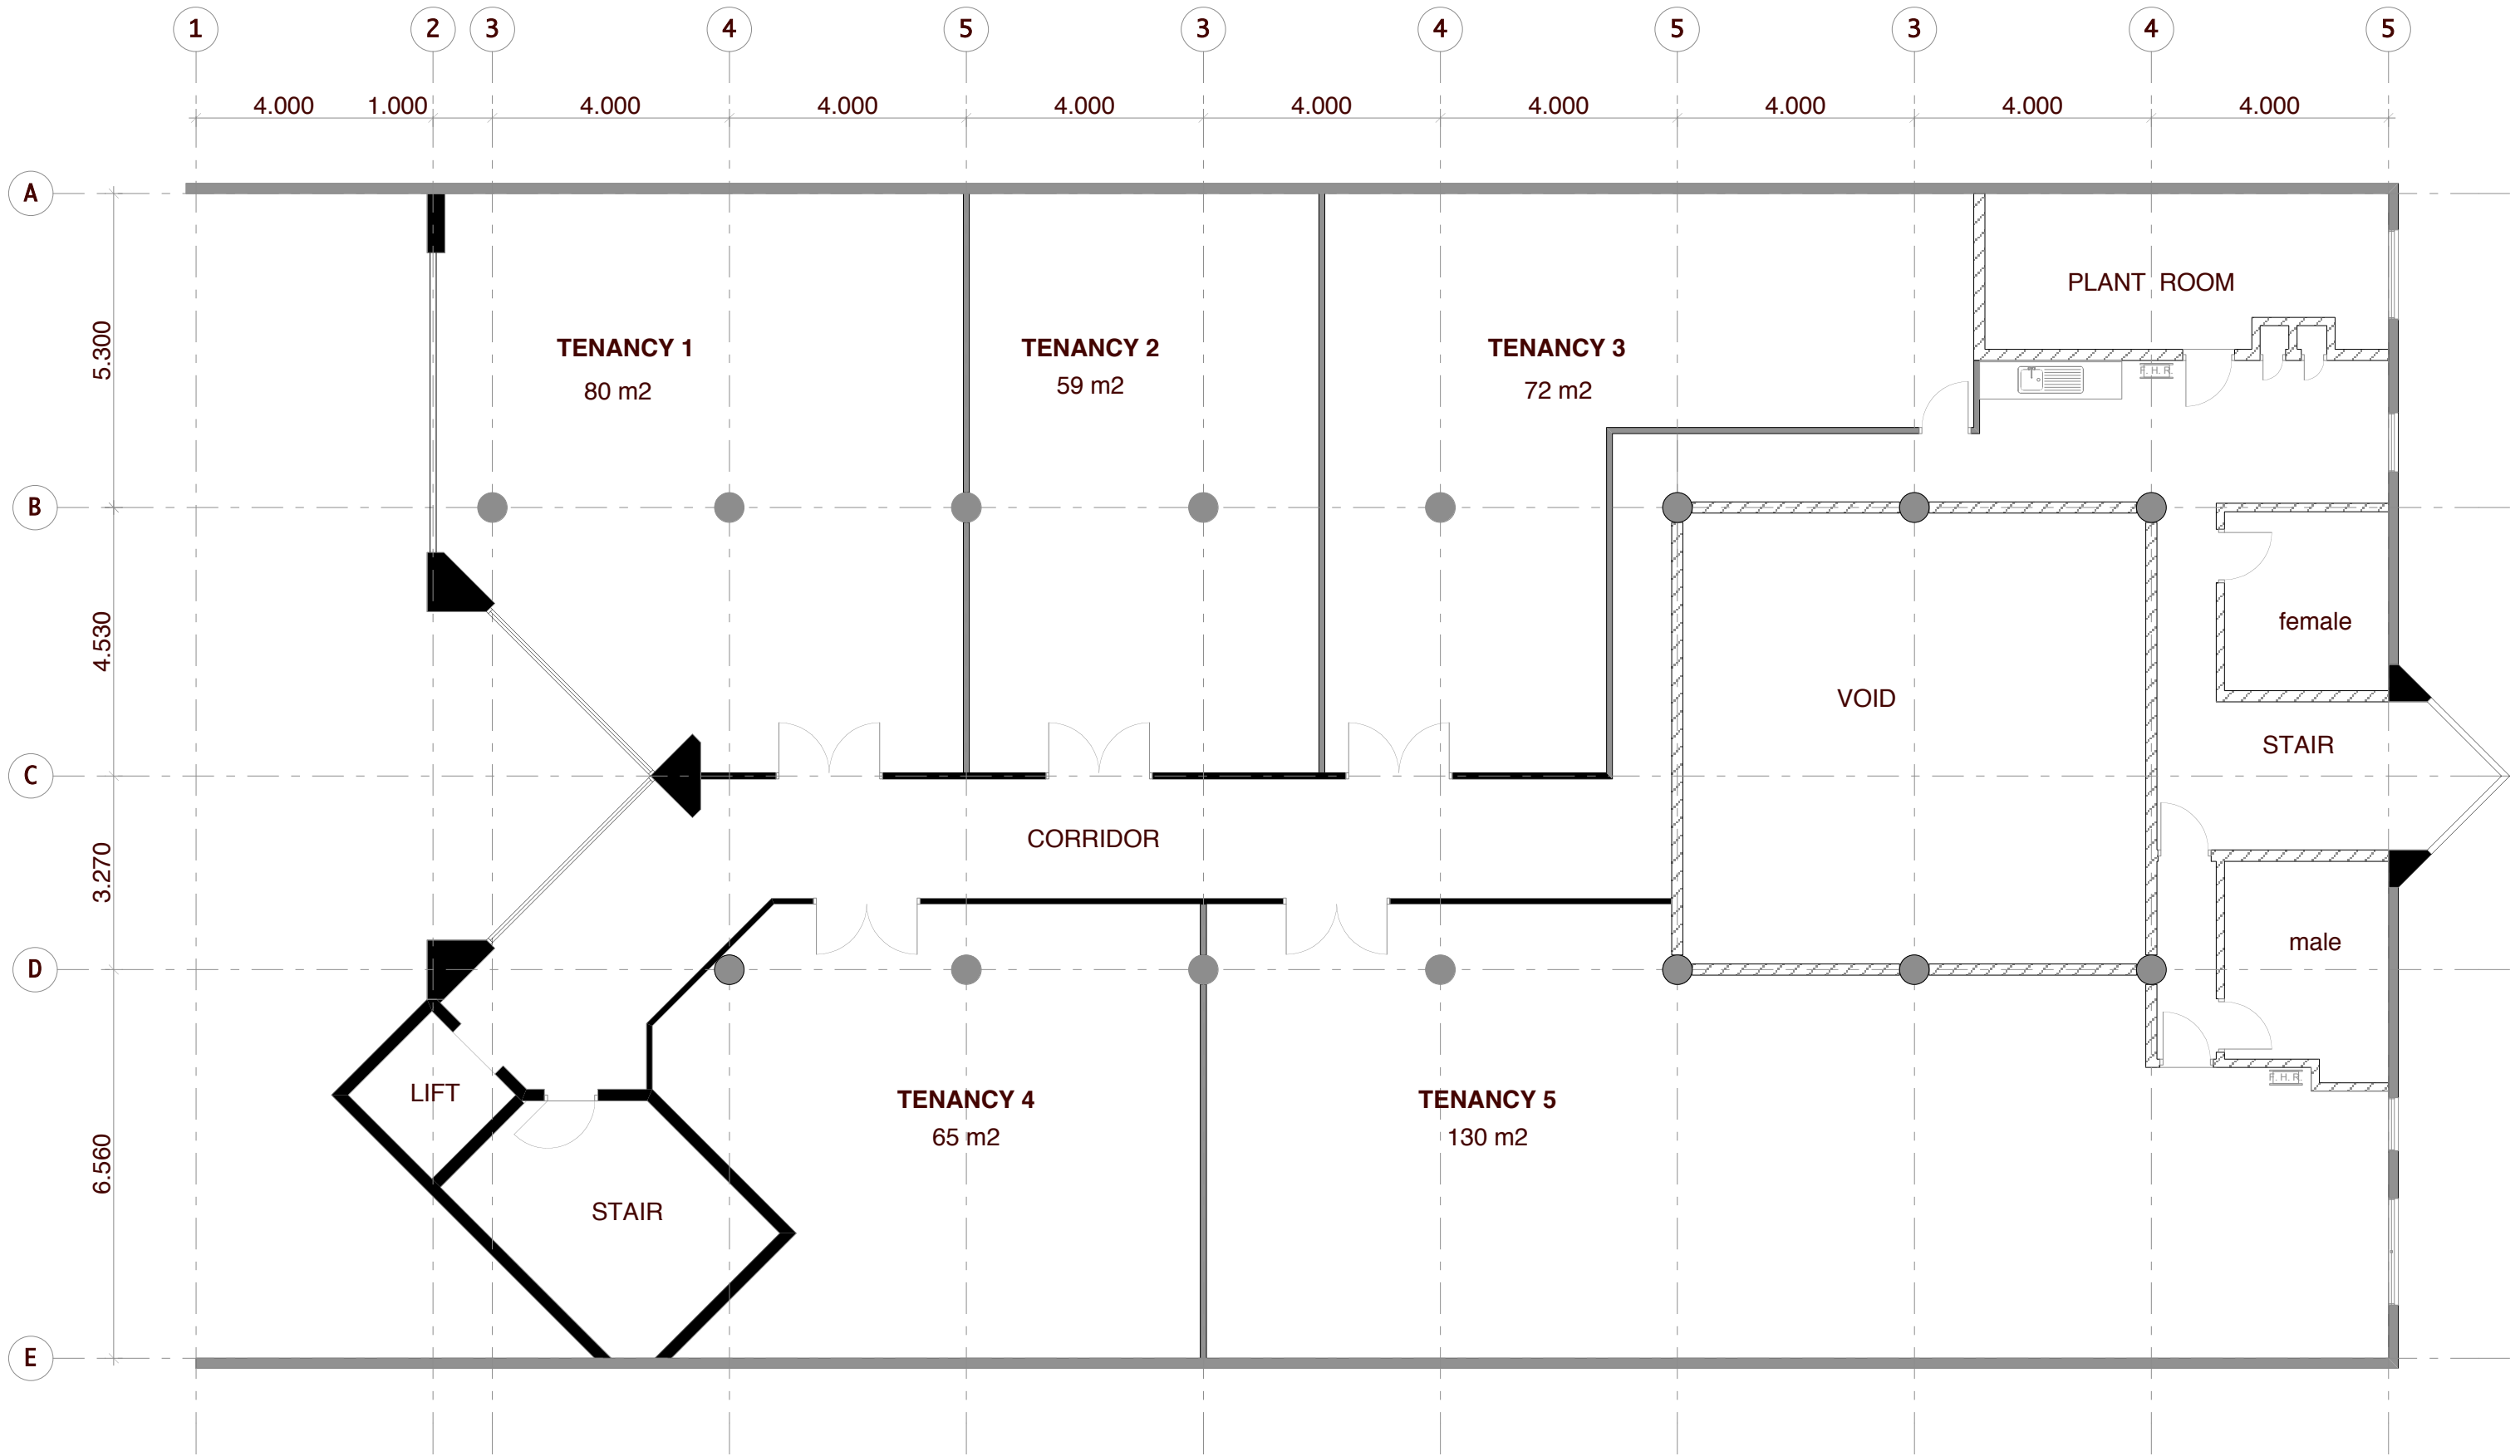 1 2 3 4 5 3 4 5 3 4 5
4.000 1.000 4.000 4.000 4.000 4.000 4.000 4.000 4.000 4.000
A
PLANT ROOM
5.300
TENANCY 1
80 m2
TENANCY 2
59 m2
TENANCY 3
72 m2
F. H. R.
B
4.530
female
VOID
STAIR
C
CORRIDOR
3.270
male
D
F. H. R.
LIFT
TENANCY 4
65 m2
TENANCY 5
130 m2
6.560
STAIR
E